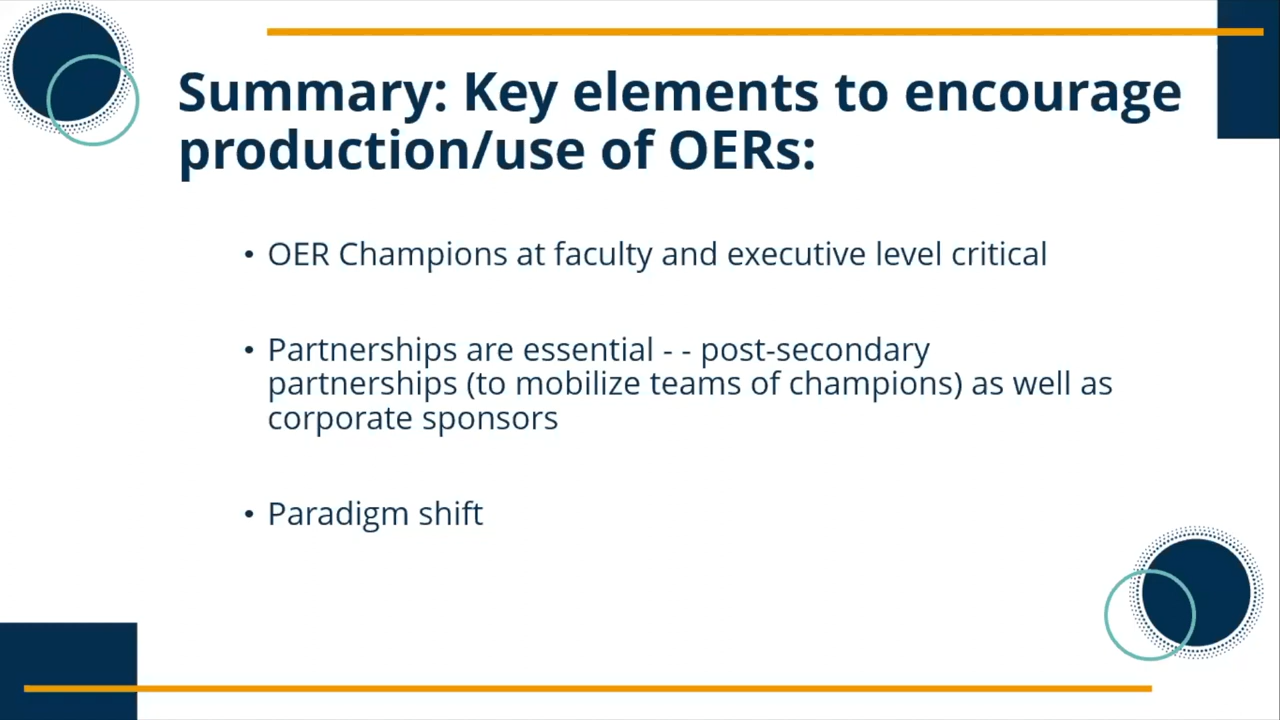 Summary: Key elements to encourage
production/use of OERs:
• OER Champions at faculty and executive level critical
• Partnerships are essential - - post-secondary
partnerships (to mobilize teams of champions) as well as
corporate sponsors
• Paradigm shift